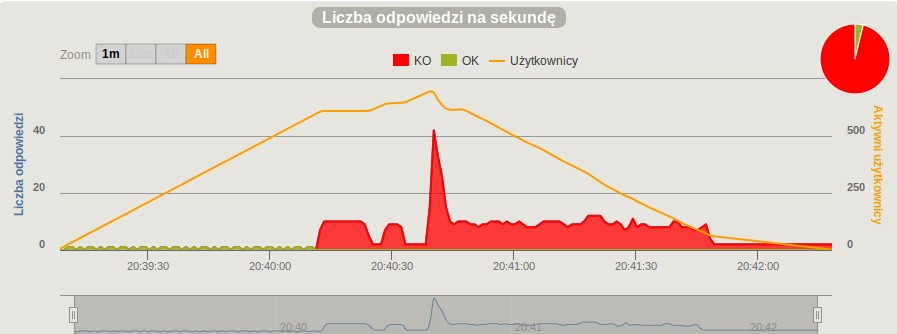 Liczba odpowiedzi na sekundę
Zoom 1m 10m 1h All
KO OK Użytkownicy
Liczba odpowiedzi
Aktywni użytkownicy
40 500
20 250
0 0
20:39:30 20:40:00 20:40:30 20:41:00 20:41:30 20:42:00
20:40 20:41 20:42